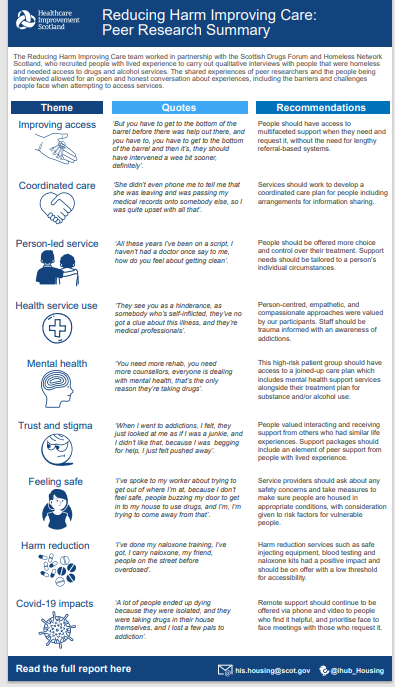 Healthcare
Improvement
Scotland
Reducing Harm Improving Care:
Peer Research Summary
The Reducing Harm Improving Care team worked in partnership with the Scottish Drugs Forum and Homeless Network
Scotland, who recruited people with lived experience to carry out qualitative interviews with people that were homeless
and needed access to drugs and alcohol services. The shared experiences of peer researchers and the people being
interviewed allowed for an open and honest conversation about experiences, including the barriers and challenges
people face when attempting to access services.
Theme
Quotes
Recommendations
Improving access
'But you have to get to the bottom of the
barrel before there was help out there, and
you have to, you have to get to the bottom
of the barrel and then it's, they should
have intervened a wee bit sooner,
definitely'.
People should have access to
multifaceted support when they need and
request it, without the need for lengthy
referral-based systems.
Coordinated care
'She didn't even phone me to tell me that
she was leaving and was passing my
medical records onto somebody else, so I
was quite upset with all that'.
Services should work to develop a
coordinated care plan for people including
arrangements for information sharing.
Person-led service
'All these years I've been on a script, I
haven't had a doctor once say to me,
how do you feel about getting clean'.
People should be offered more choice
and control over their treatment. Support
needs should be tailored to a person's
individual circumstances.
Health service use
'They see you as a hinderance, as
somebody who's self-inflicted, they've no
got a clue about this illness, and they're
medical professionals'.
Person-centred, empathetic, and
compassionate approaches were valued
by our participants. Staff should be
trauma informed with an awareness of
addictions.
Mental health
'You need more rehab, you need
more counsellors, everyone is dealing
with mental health, that's the only
reason they're taking drugs'.
This high-risk patient group should have
access to a joined-up care plan which
includes mental health support services
alongside their treatment plan for
substance and/or alcohol use.
Trust and stigma
'When I went to addictions, I felt, they
just looked at me as if I was a junkie, and
I didn't like that, because I was begging
for help, I just felt pushed away'.
People valued interacting and receiving
support from others who had similar life
experiences. Support packages should
include an element of peer support from
people with lived experience.
Feeling safe
'I've spoke to my worker about trying to
get out of where I'm at, because I don't
feel safe, people buzzing my door to get
in to my house to use drugs, and I'm, I'm
trying to come away from that'.
Service providers should ask about any
safety concerns and take measures to
make sure people are housed in
appropriate conditions, with consideration
given to risk factors for vulnerable
people.
Harm reduction
'I've done my naloxone training, I've
got, I carry naloxone, my friend,
people on the street before
overdosed'.
Harm reduction services such as safe
injecting equipment, blood testing and
naloxone kits had a positive impact and
should be on offer with a low threshold
for accessibility.
Covid-19 impacts
'A lot of people ended up dying
because they were isolated, and they
were taking drugs in their house
themselves, and I lost a few pals to
addiction'.
Remote support should continue to be
offered via phone and video to people
who find it helpful, and prioritise face to
face meetings with those who request it.
Read the full report here
his.housing@scot.gov
@ihub_Housing